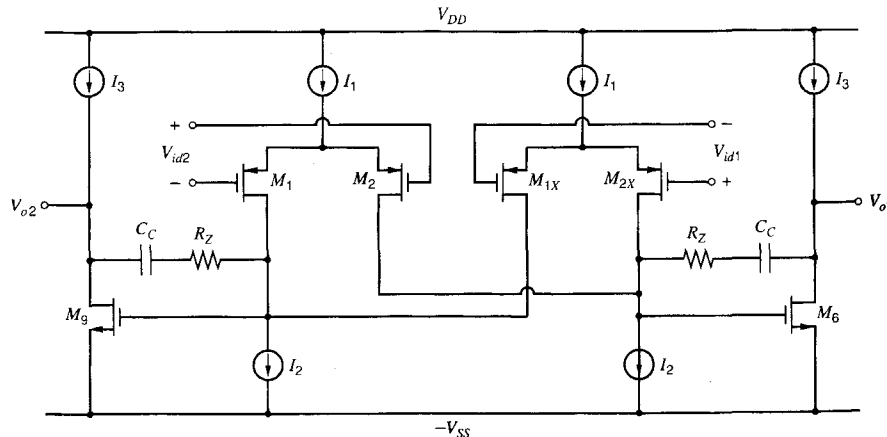 V_DD
I_3
I_1
I_1
I_3
+
−
V_id2
V_id1
−
M_1
M_2
M_1X
M_2X
+
V_o2
V_o
C_C
R_Z
R_Z
C_C
M_9
M_6
I_2
I_2
−V_SS